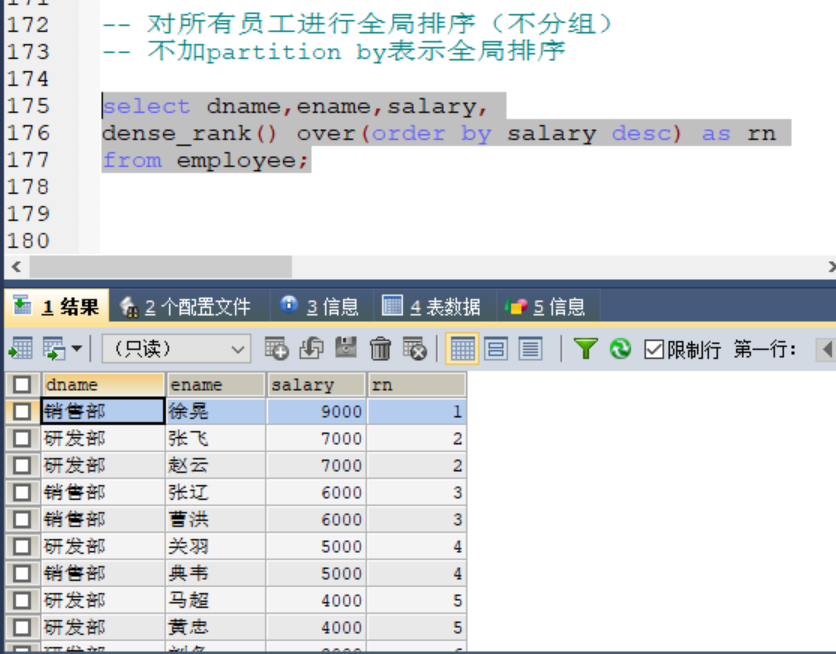 172 -- 对所有员工进行全局排序（不分组）
173 -- 不加partition by表示全局排序
174
175 select dname,ename,salary,
176 dense_rank() over(order by salary desc) as rn
177 from employee;
178
179
180
1 结果 2 个配置文件 3 信息 4 表数据 5 信息
（只读） 限制行 第一行：
dname ename salary rn
销售部 徐晃 9000 1
研发部 张飞 7000 2
研发部 赵云 7000 2
销售部 张辽 6000 3
销售部 曹洪 6000 3
研发部 关羽 5000 4
销售部 典韦 5000 4
研发部 马超 4000 5
研发部 黄忠 4000 5